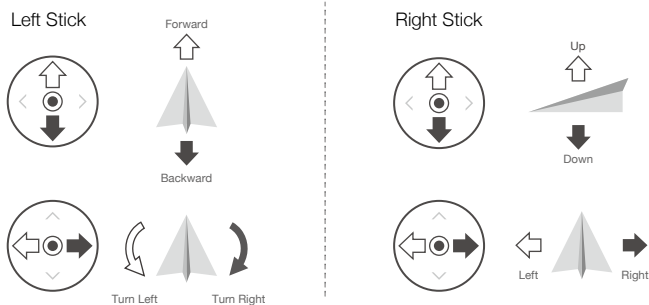 Left Stick
Forward
Backward
Turn Left
Turn Right
Right Stick
Up
Down
Left
Right